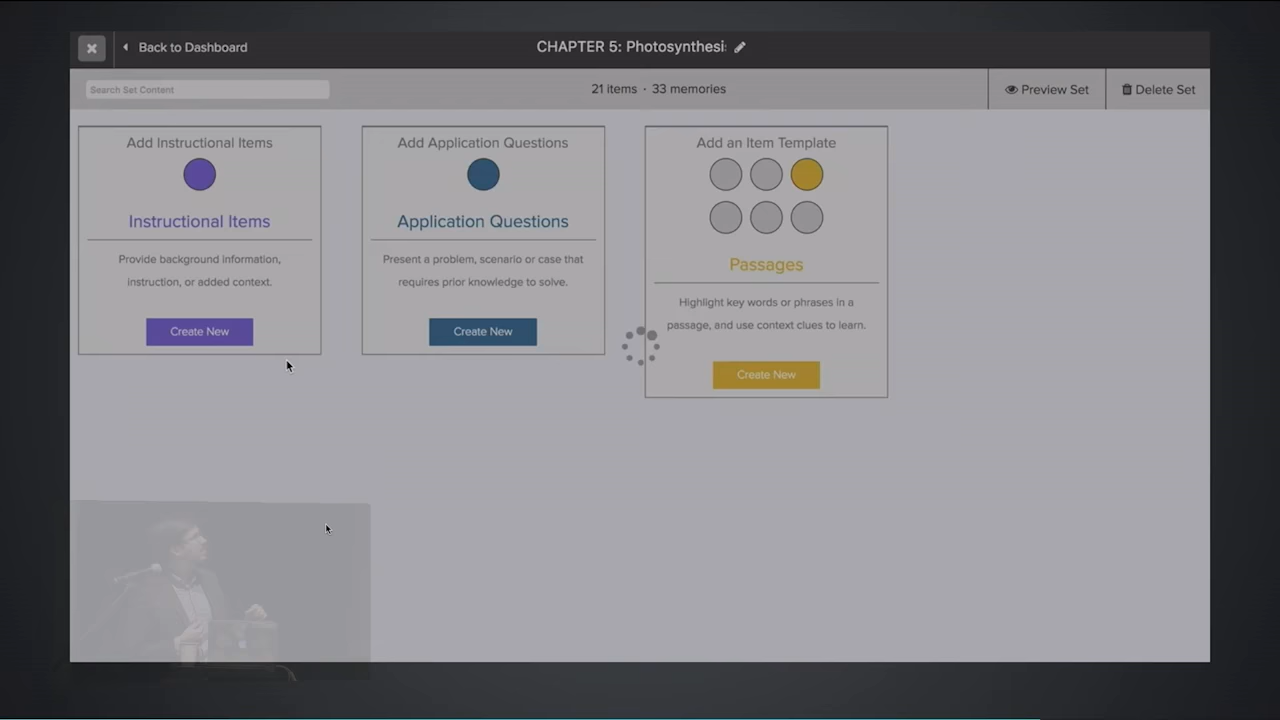 Back to Dashboard
CHAPTER 5: Photosynthesi
Search Set Content
21 items · 33 memories
Preview Set
Delete Set
Add Instructional Items
Instructional Items
Provide background information,
instruction, or added context.
Create New
Add Application Questions
Application Questions
Present a problem, scenario or case that
requires prior knowledge to solve.
Create New
Add an Item Template
Passages
Highlight key words or phrases in a
passage, and use context clues to learn.
Create New